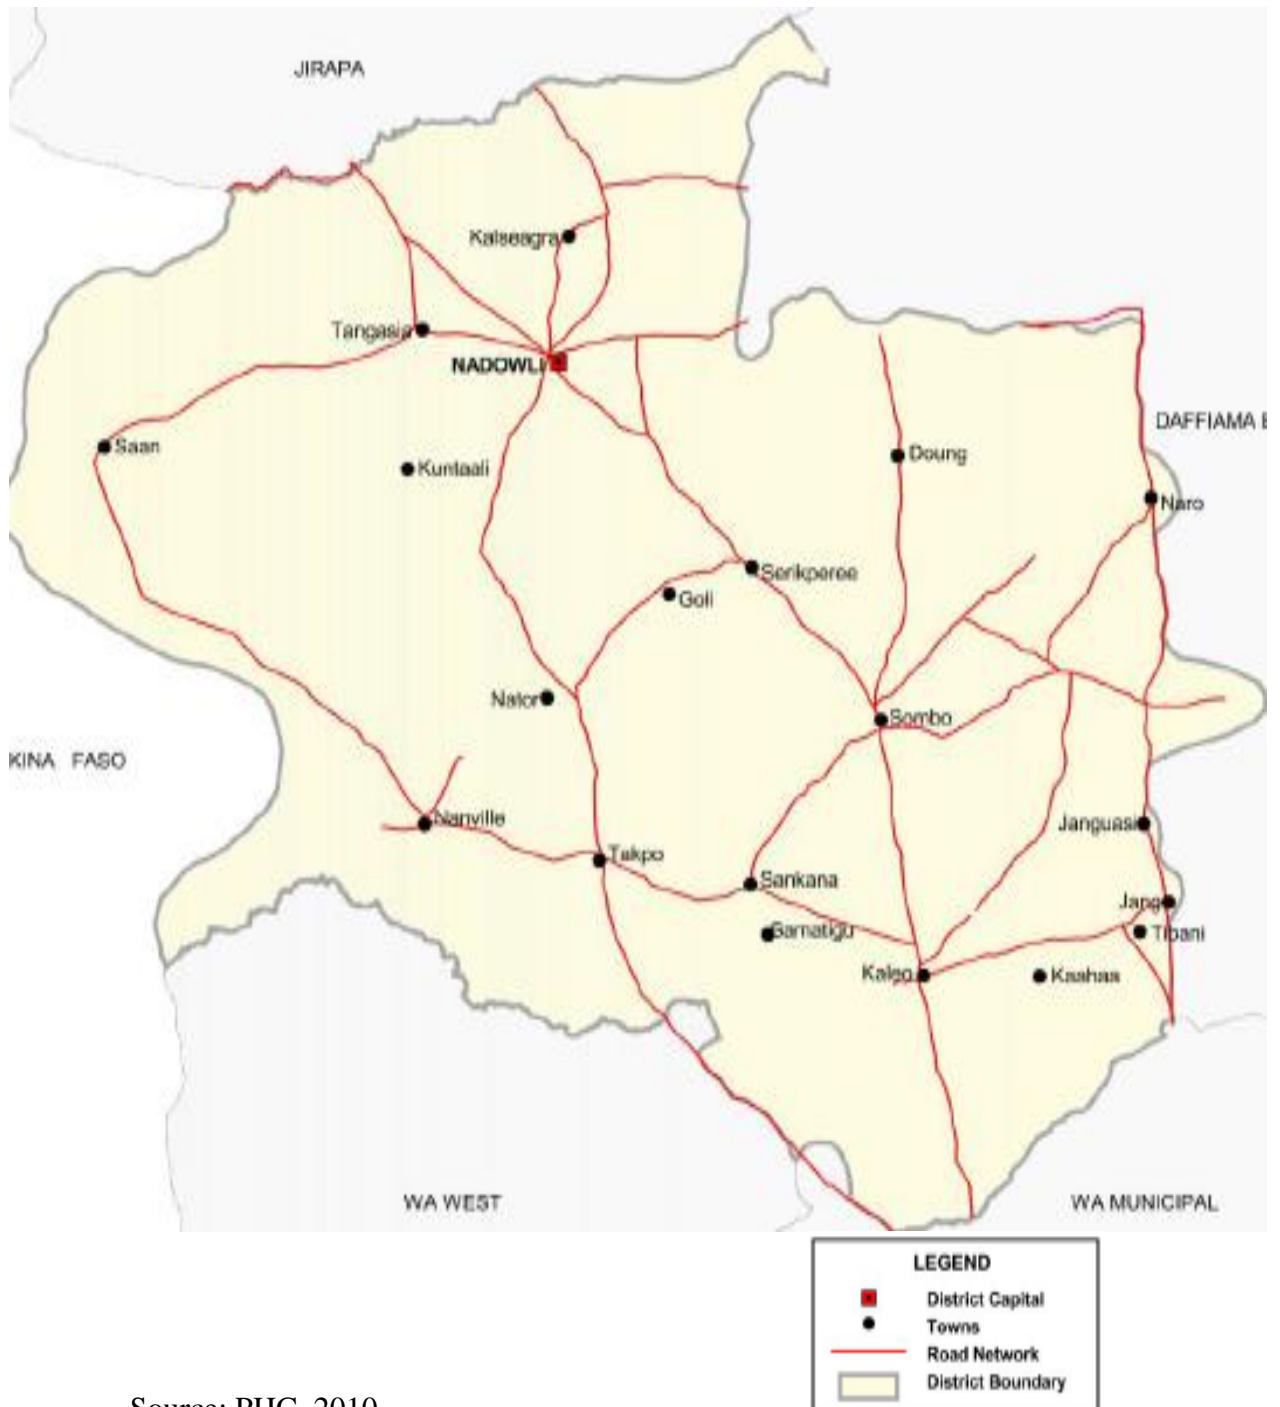 JIRAPA
Kalseagra
Tangasia
NADOWLI
DAFFIAMA B
Saan
Kuntaali
Doung
Naro
Serikperee
Goli
Nator
Sombo
KINA FASO
Nanville
Janguasi
Takpo
Sankana
Jang
Gamatigu
Tibani
Kaleo
Kaahaa
WA WEST
WA MUNICIPAL
LEGEND
District Capital
Towns
Road Network
District Boundary
Source: PHC, 2010